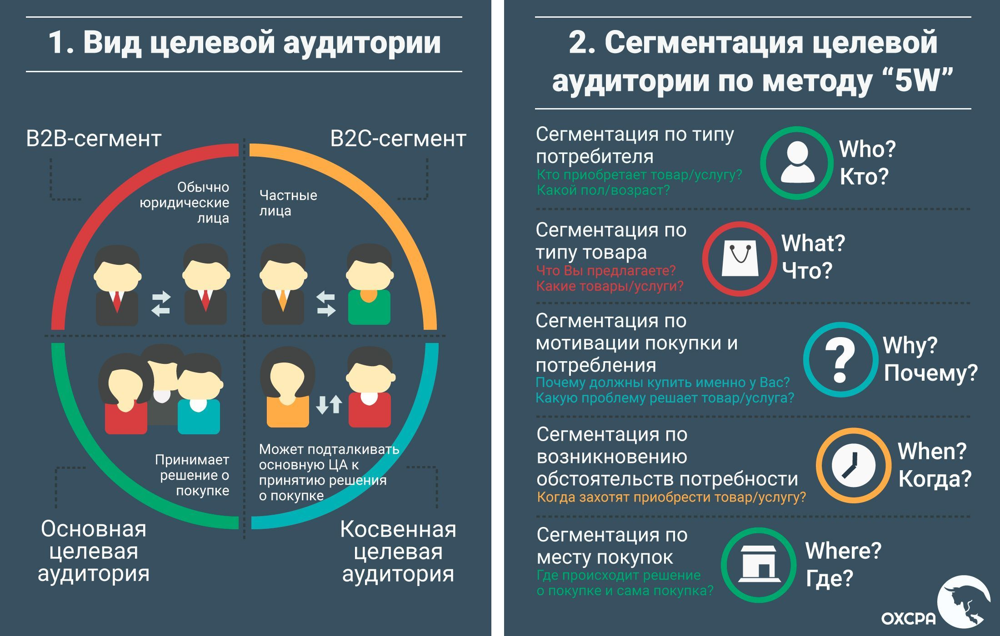 1. Вид целевой аудитории
B2B-сегмент
B2C-сегмент
Обычно
юридические
лица
Частные
лица
Принимает
решение о
покупке
Может подталкивать
основную ЦА к
принятию решения
о покупке
Основная
целевая
аудитория
Косвенная
целевая
аудитория
2. Сегментация целевой
аудитории по методу “5W”
Сегментация по типу
потребителя
Кто приобретает товар/услугу?
Какой пол/возраст?
Who?
Кто?
Сегментация по
типу товара
Что Вы предлагаете?
Какие товары/услуги?
What?
Что?
Сегментация по
мотивации покупки и
потребления
Почему должны купить именно у Вас?
Какую проблему решает товар/услуга?
Why?
Почему?
Сегментация по
возникновению
обстоятельств потребности
Когда захотят приобрести товар/услугу?
When?
Когда?
Сегментация по
месту покупок
Где происходит решение
о покупке и сама покупка?
Where?
Где?
OXCPA